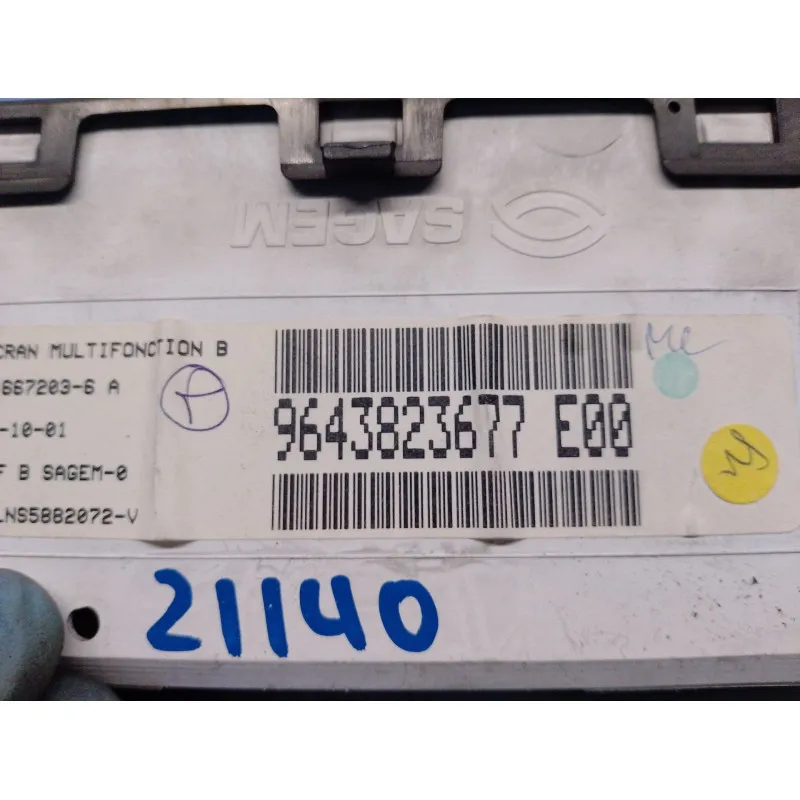 SAGEM
CRAN MULTIFONCTION B
667203-6 A
-10-01
F B SAGEM-0
LNS5882072-V
9643823677 E00
21140